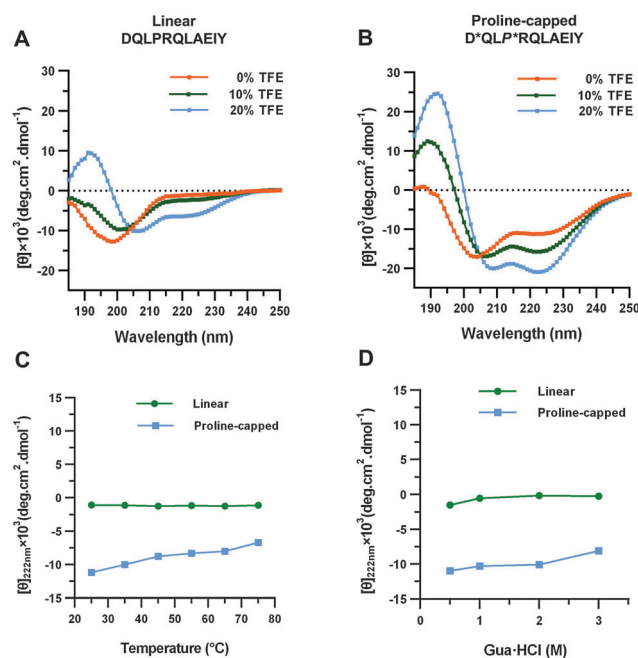 A
Linear
DQLPRQLAEIY
0% TFE
10% TFE
20% TFE
[θ]×10³(deg.cm².dmol⁻¹)
30
20
10
0
-10
-20
190 200 210 220 230 240 250
Wavelength (nm)
B
Proline-capped
D*QLP*RQLAEIY
0% TFE
10% TFE
20% TFE
[θ]×10³(deg.cm².dmol⁻¹)
30
20
10
0
-10
-20
190 200 210 220 230 240 250
Wavelength (nm)
C
Linear
Proline-capped
[θ]222nm×10³(deg.cm².dmol⁻¹)
15
10
5
0
-5
-10
-15
20 30 40 50 60 70 80
Temperature (°C)
D
Linear
Proline-capped
[θ]222nm×10³(deg.cm².dmol⁻¹)
15
10
5
0
-5
-10
-15
0 1 2 3
Gua·HCl (M)